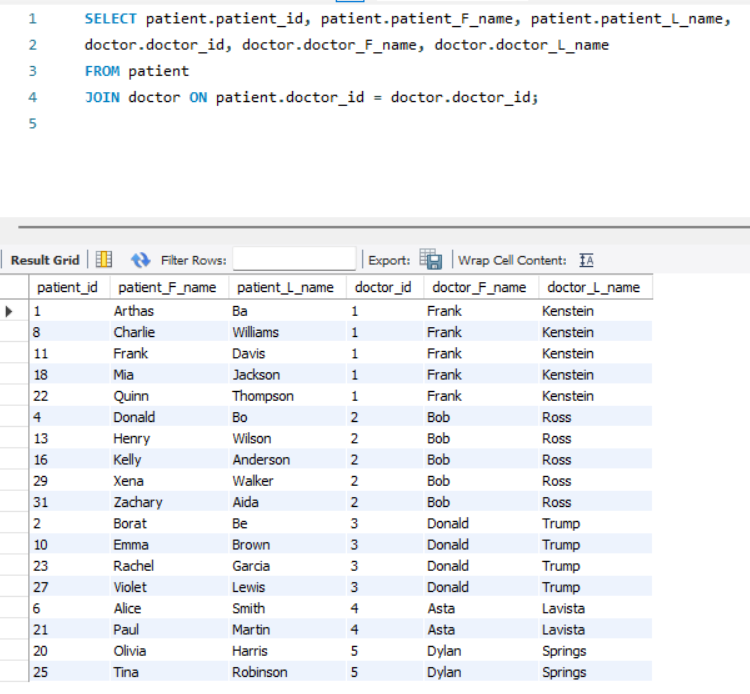 1 SELECT patient.patient_id, patient.patient_F_name, patient.patient_L_name,
2 doctor.doctor_id, doctor.doctor_F_name, doctor.doctor_L_name
3 FROM patient
4 JOIN doctor ON patient.doctor_id = doctor.doctor_id;
5
Result Grid Filter Rows: Export: Wrap Cell Content: IA
patient_id patient_F_name patient_L_name doctor_id doctor_F_name doctor_L_name
1 Arthas Ba 1 Frank Kenstein
8 Charlie Williams 1 Frank Kenstein
11 Frank Davis 1 Frank Kenstein
18 Mia Jackson 1 Frank Kenstein
22 Quinn Thompson 1 Frank Kenstein
4 Donald Bo 2 Bob Ross
13 Henry Wilson 2 Bob Ross
16 Kelly Anderson 2 Bob Ross
29 Xena Walker 2 Bob Ross
31 Zachary Aida 2 Bob Ross
2 Borat Be 3 Donald Trump
10 Emma Brown 3 Donald Trump
23 Rachel Garcia 3 Donald Trump
27 Violet Lewis 3 Donald Trump
6 Alice Smith 4 Asta Lavista
21 Paul Martin 4 Asta Lavista
20 Olivia Harris 5 Dylan Springs
25 Tina Robinson 5 Dylan Springs